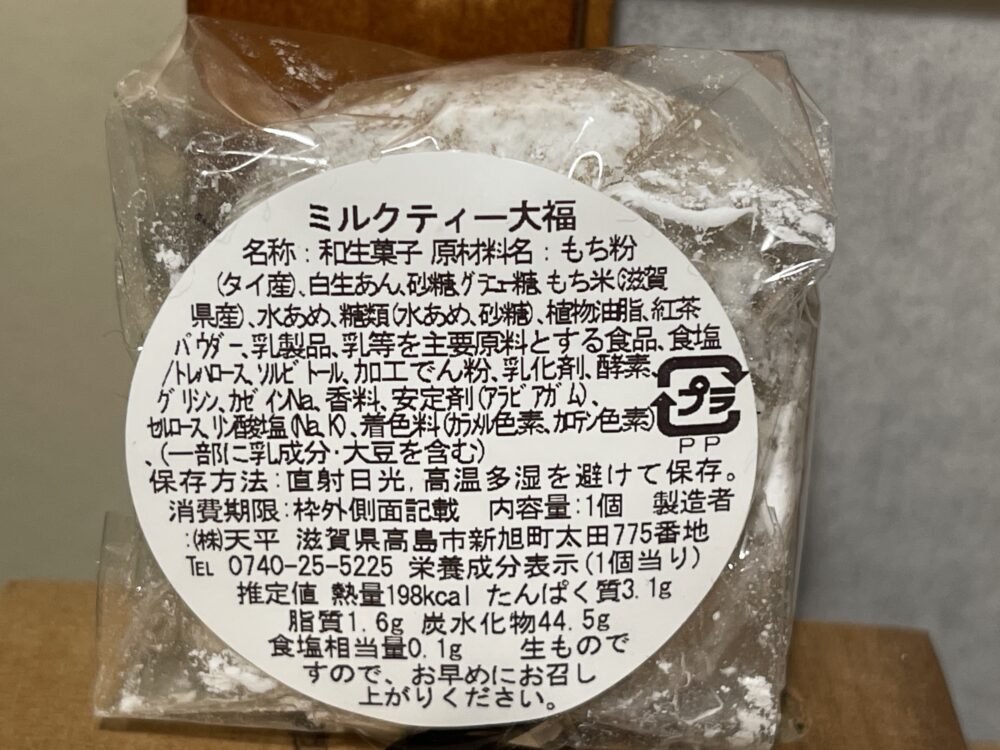 ミルクティー大福
名称:和生菓子 原材料名:もち粉
(タイ産)、白生あん、砂糖、グラニュー糖、もち米(滋賀
県産)、水あめ、糖類(水あめ、砂糖)、植物油脂、紅茶
パウダー、乳製品、乳等を主要原料とする食品、食塩
/トレハロース、ソルビトール、加工でん粉、乳化剤、酵素、
グリシン、カゼインNa、香料、安定剤(アラビアガム)、
セルロース、リン酸塩(Na、K)、着色料(カラメル色素、カロテン色素)
、(一部に乳成分・大豆を含む)
プラ
PP
保存方法:直射日光,高温多湿を避けて保存。
消費期限:枠外側面記載 内容量:1個 製造者
:㈱天平 滋賀県高島市新旭町太田775番地
TEL 0740-25-5225 栄養成分表示(1個当り)
推定値 熱量198kcal たんぱく質3.1g
脂質1.6g 炭水化物44.5g
食塩相当量0.1g 生もので
すので、お早めにお召し
上がりください。